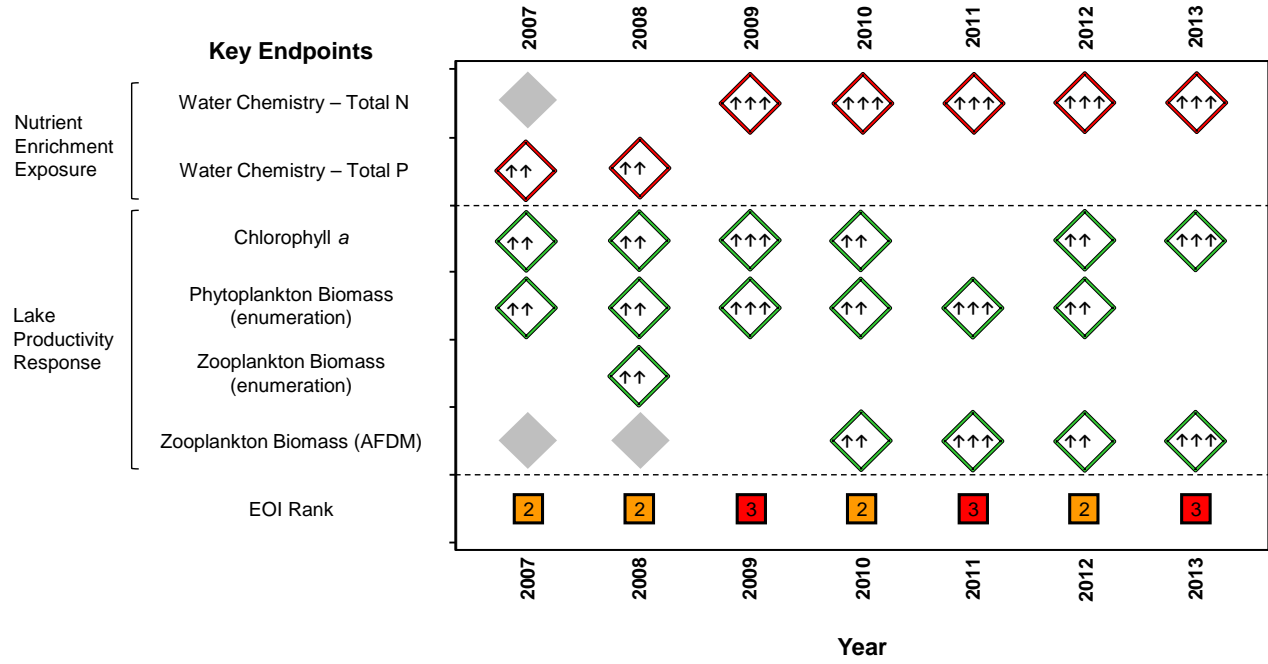 2007 2008 2009 2010 2011 2012 2013
Key Endpoints
Nutrient
Enrichment
Exposure
Water Chemistry – Total N
↑↑↑ ↑↑↑ ↑↑↑ ↑↑↑ ↑↑↑
Water Chemistry – Total P
↑↑ ↑↑
Lake
Productivity
Response
Chlorophyll a
↑↑ ↑↑ ↑↑↑ ↑↑ ↑↑ ↑↑↑
Phytoplankton Biomass
(enumeration)
↑↑ ↑↑ ↑↑↑ ↑↑ ↑↑↑ ↑↑
Zooplankton Biomass
(enumeration)
↑↑
Zooplankton Biomass (AFDM)
↑↑ ↑↑↑ ↑↑ ↑↑↑
EOI Rank
2 2 3 2 3 2 3
2007 2008 2009 2010 2011 2012 2013
Year